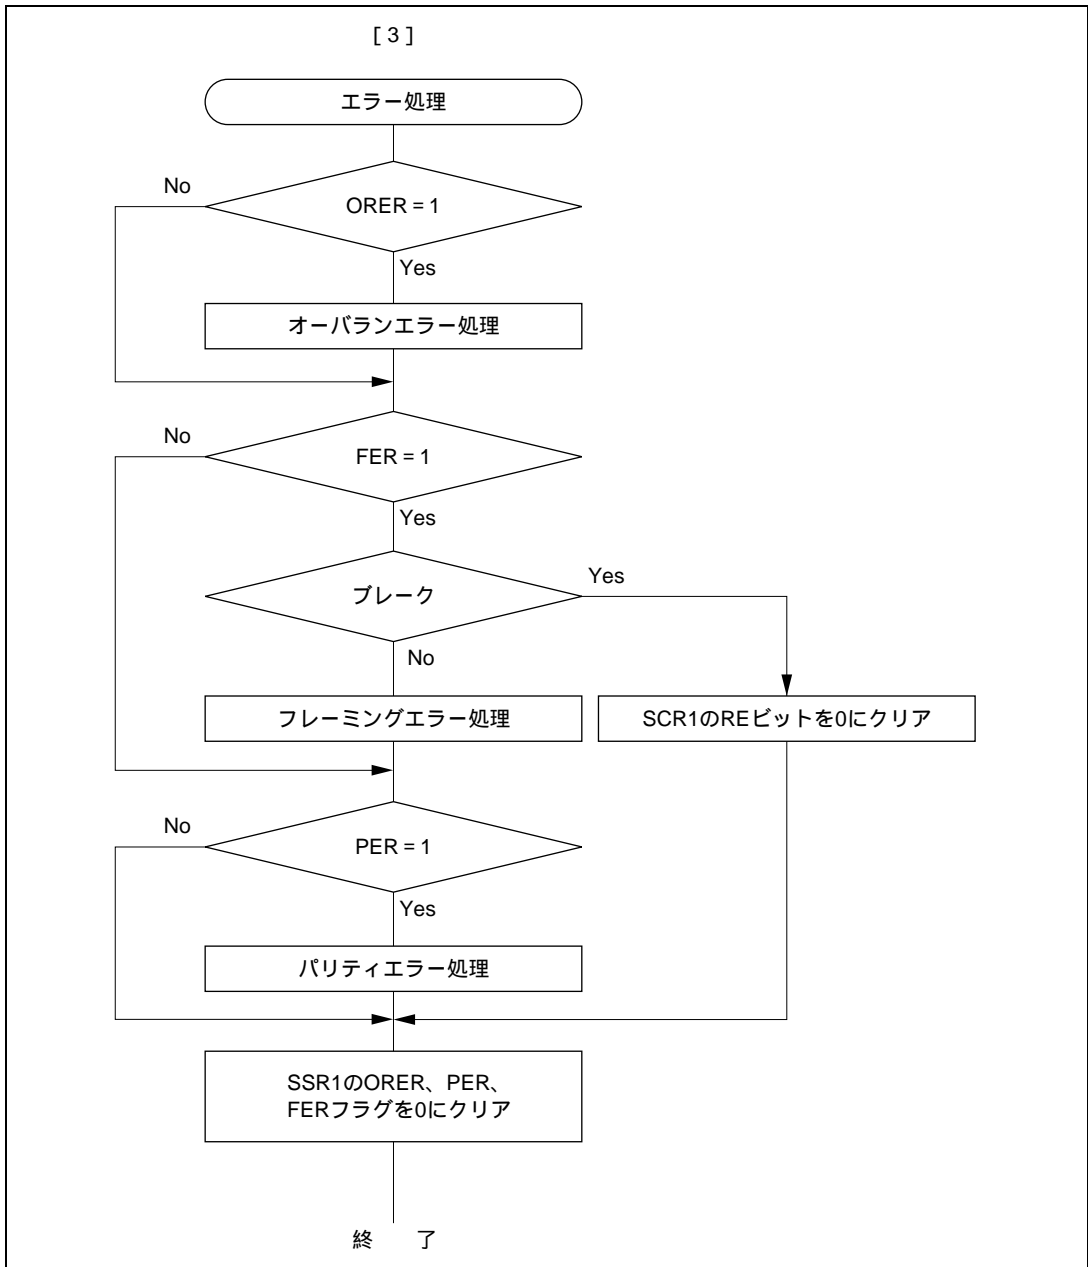 [ 3 ]
エラー処理
No
ORER = 1
Yes
オーバランエラー処理
No
FER = 1
Yes
ブレーク
Yes
No
フレーミングエラー処理
SCR1のREビットを0にクリア
No
PER = 1
Yes
パリティエラー処理
SSR1のORER、PER、
FERフラグを0にクリア
終　了